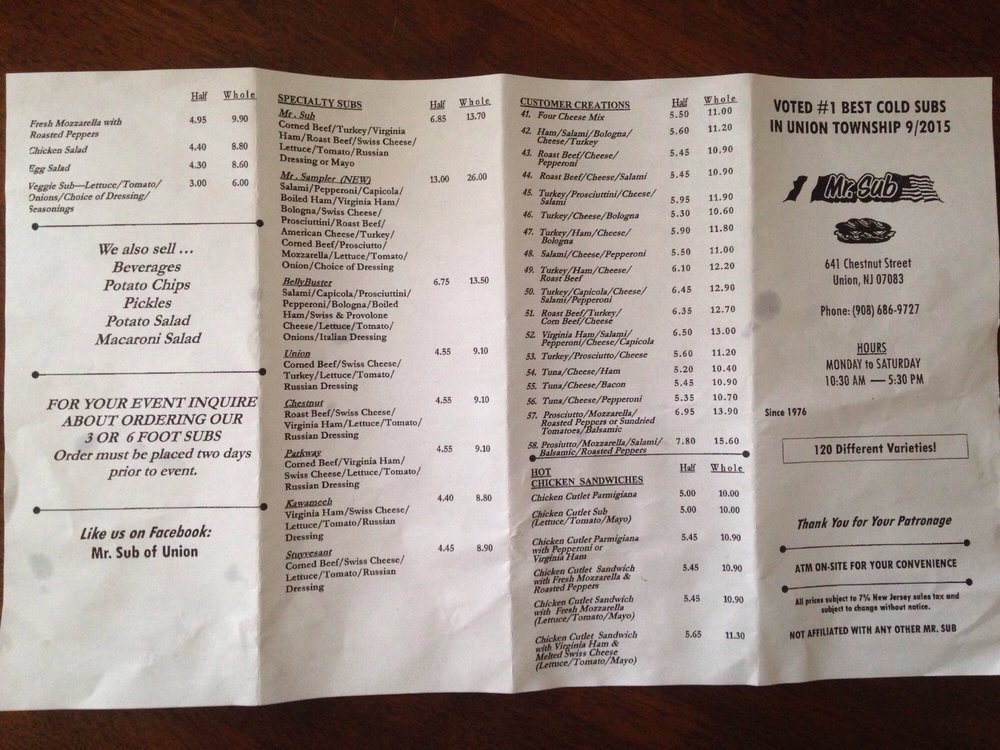 Half Whole
Fresh Mozzarella with 4.95 9.90
Roasted Peppers
Chicken Salad 4.40 8.80
Egg Salad 4.30 8.60
Veggie Sub—Lettuce/Tomato/ 3.00 6.00
Onions/Choice of Dressing/
Seasonings
We also sell ...
Beverages
Potato Chips
Pickles
Potato Salad
Macaroni Salad
FOR YOUR EVENT INQUIRE
ABOUT ORDERING OUR
3 OR 6 FOOT SUBS
Order must be placed two days
prior to event.
Like us on Facebook:
Mr. Sub of Union
SPECIALTY SUBS Half Whole
Mr. Sub 6.85 13.70
Corned Beef/Turkey/Virginia
Ham/Roast Beef/Swiss Cheese/
Lettuce/Tomato/Russian
Dressing or Mayo
Mr. Sampler (NEW) 13.00 26.00
Salami/Pepperoni/Capicola/
Boiled Ham/Virginia Ham/
Bologna/Swiss Cheese/
Prosciuttini/Roast Beef/
American Cheese/Turkey/
Corned Beef/Prosciutto/
Mozzarella/Lettuce/Tomato/
Onion/Choice of Dressing
BellyBuster 6.75 13.50
Salami/Capicola/Prosciuttini/
Pepperoni/Bologna/Boiled
Ham/Swiss & Provolone
Cheese/Lettuce/Tomato/
Onions/Italian Dressing
Union 4.55 9.10
Corned Beef/Swiss Cheese/
Turkey/Lettuce/Tomato/
Russian Dressing
Chestnut 4.55 9.10
Roast Beef/Swiss Cheese/
Virginia Ham/Lettuce/Tomato/
Russian Dressing
Parkway 4.55 9.10
Corned Beef/Virginia Ham/
Swiss Cheese/Lettuce/Tomato/
Russian Dressing
Kawameeh 4.40 8.80
Virginia Ham/Swiss Cheese/
Lettuce/Tomato/Russian
Dressing
Stuyvesant 4.45 8.90
Corned Beef/Swiss Cheese/
Lettuce/Tomato/Russian
Dressing
CUSTOMER CREATIONS Half Whole
41. Four Cheese Mix 5.50 11.00
42. Ham/Salami/Bologna/ 5.60 11.20
Cheese/Turkey
43. Roast Beef/Cheese/ 5.45 10.90
Pepperoni
44. Roast Beef/Cheese/Salami 5.45 10.90
45. Turkey/Prosciuttini/Cheese/
Salami 5.95 11.90
46. Turkey/Cheese/Bologna 5.30 10.60
47. Turkey/Ham/Cheese/ 5.90 11.80
Bologna
48. Salami/Cheese/Pepperoni 5.50 11.00
49. Turkey/Ham/Cheese/ 6.10 12.20
Roast Beef
50. Turkey/Capicola/Cheese/ 6.45 12.90
Salami/Pepperoni
51. Roast Beef/Turkey/ 6.35 12.70
Corn Beef/Cheese
52. Virginia Ham/Salami/ 6.50 13.00
Pepperoni/Cheese/Capicola
53. Turkey/Prosciutto/Cheese 5.60 11.20
54. Tuna/Cheese/Ham 5.20 10.40
55. Tuna/Cheese/Bacon 5.45 10.90
56. Tuna/Cheese/Pepperoni 5.35 10.70
57. Prosciutto/Mozzarella/ 6.95 13.90
Roasted Peppers or Sundried
Tomatoes/Balsamic
58. Prosiutto/Mozzarella/Salami/ 7.80 15.60
Balsamic/Roasted Peppers
HOT Half Whole
CHICKEN SANDWICHES
Chicken Cutlet Parmigiana 5.00 10.00
Chicken Cutlet Sub 5.00 10.00
(Lettuce/Tomato/Mayo)
Chicken Cutlet Parmigiana 5.45 10.90
with Pepperoni or
Virginia Ham
Chicken Cutlet Sandwich 5.45 10.90
with Fresh Mozzarella &
Roasted Peppers
Chicken Cutlet Sandwich 5.45 10.90
with Fresh Mozzarella
(Lettuce/Tomato/Mayo)
Chicken Cutlet Sandwich 5.65 11.30
with Virginia Ham &
Melted Swiss Cheese
(Lettuce/Tomato/Mayo)
VOTED #1 BEST COLD SUBS
IN UNION TOWNSHIP 9/2015
Mr. Sub
641 Chestnut Street
Union, NJ 07083
Phone: (908) 686-9727
HOURS
MONDAY to SATURDAY
10:30 AM — 5:30 PM
Since 1976
120 Different Varieties!
Thank You for Your Patronage
ATM ON-SITE FOR YOUR CONVENIENCE
All prices subject to 7% New Jersey sales tax and
subject to change without notice.
NOT AFFILIATED WITH ANY OTHER MR. SUB